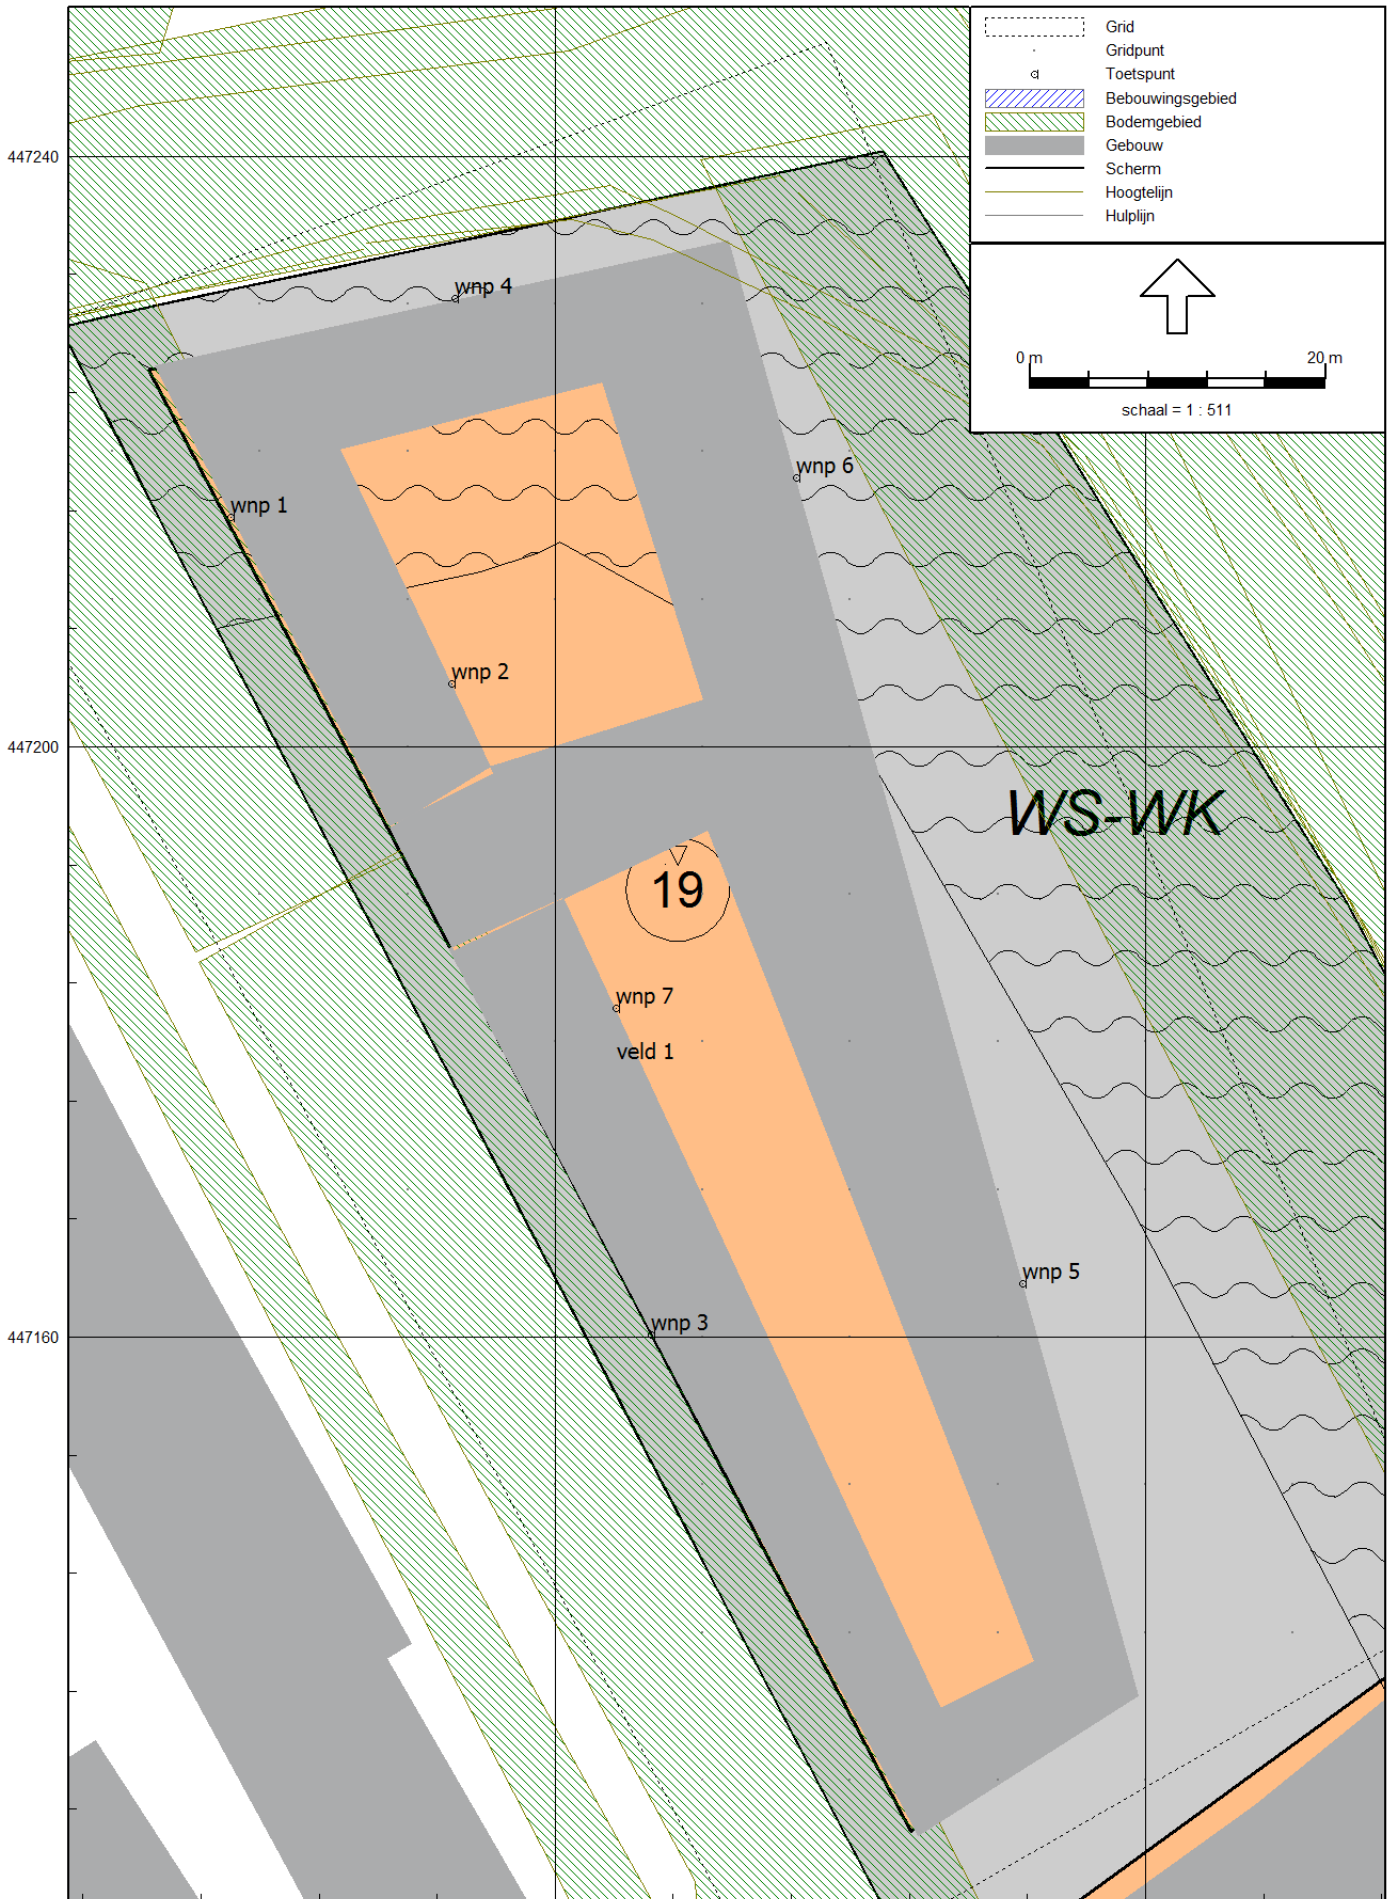 Grid
Gridpunt
Toetspunt
Bebouwingsgebied
Bodemgebied
Gebouw
Scherm
Hoogtelijn
Hulplijn
0 m 20 m
schaal = 1 : 511
447240
wnp 4
wnp 6
wnp 1
wnp 2
447200
WS-WK
19
wnp 7
veld 1
wnp 5
wnp 3
447160